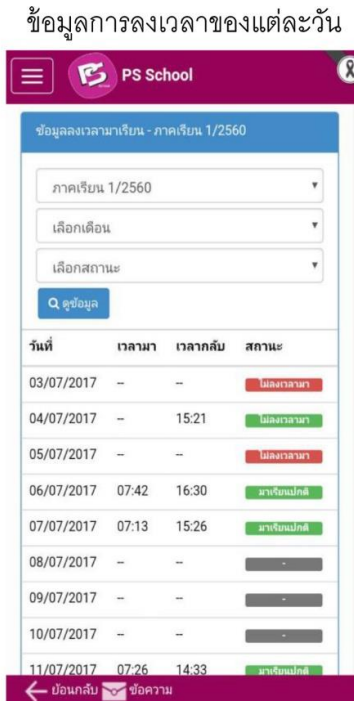 ข้อมูลการลงเวลาของแต่ละวัน
PS School
ข้อมูลลงเวลามาเรียน - ภาคเรียน 1/2560
ภาคเรียน 1/2560
เลือกเดือน
เลือกสถานะ
ดูข้อมูล
วันที่ เวลามา เวลากลับ สถานะ
03/07/2017 -- -- ไม่ลงเวลามา
04/07/2017 -- 15:21 ไม่ลงเวลามา
05/07/2017 -- -- ไม่ลงเวลามา
06/07/2017 07:42 16:30 มาเรียนปกติ
07/07/2017 07:13 15:26 มาเรียนปกติ
08/07/2017 -- -- -
09/07/2017 -- -- -
10/07/2017 -- -- -
11/07/2017 07:26 14:33 มาเรียนปกติ
ย้อนกลับ ข้อความ